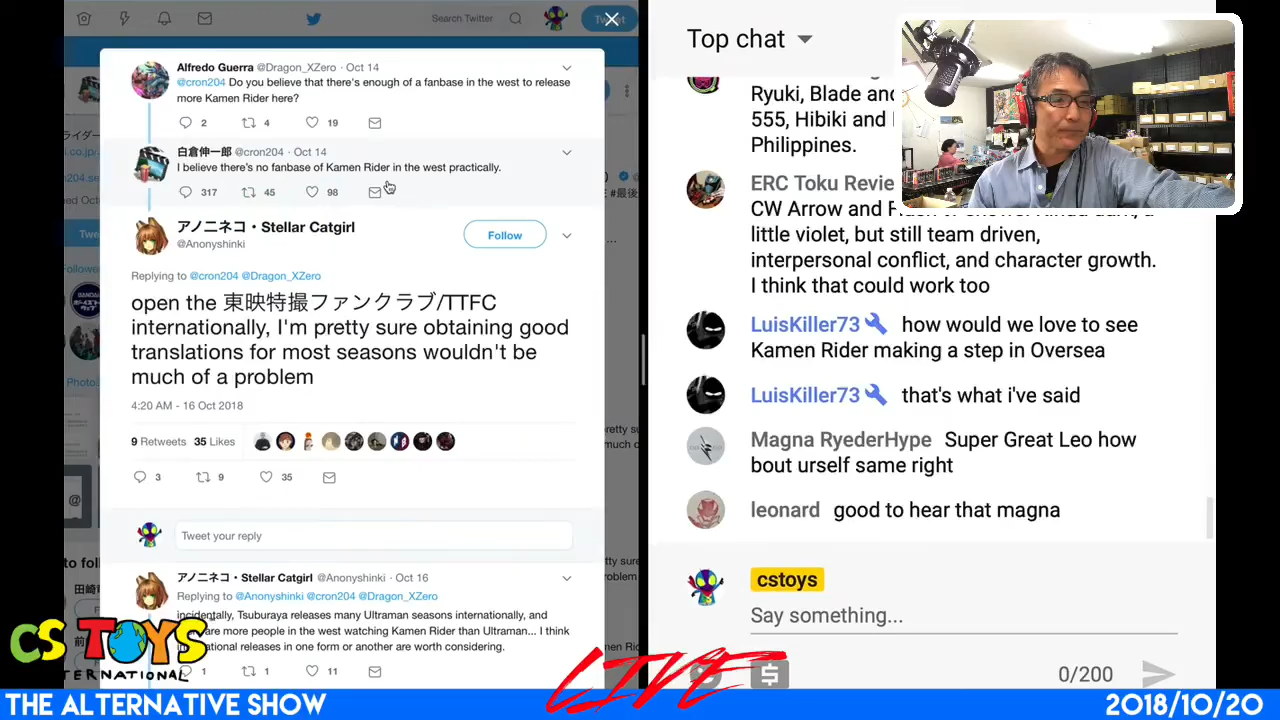 Search Twitter
Tweet
Alfredo Guerra @Dragon_XZero · Oct 14
@cron204 Do you believe that there's enough of a fanbase in the west to release
more Kamen Rider here?
2 4 19
白倉伸一郎 @cron204 · Oct 14
I believe there's no fanbase of Kamen Rider in the west practically.
317 45 98
アノニネコ・Stellar Catgirl
@Anonyshinki
Follow
Replying to @cron204 @Dragon_XZero
open the 東映特撮ファンクラブ/TTFC
internationally, I'm pretty sure obtaining good
translations for most seasons wouldn't be
much of a problem
4:20 AM - 16 Oct 2018
9 Retweets 35 Likes
3 9 35
Tweet your reply
アノニネコ・Stellar Catgirl @Anonyshinki · Oct 16
Replying to @Anonyshinki @cron204 @Dragon_XZero
incidentally, Tsuburaya releases many Ultraman seasons internationally, and
are more people in the west watching Kamen Rider than Ultraman... I think
national releases in one form or another are worth considering.
1 1 11
Top chat
Ryuki, Blade and
555, Hibiki and
Philippines.
ERC Toku Revie
CW Arrow and
little violent, but still team driven,
interpersonal conflict, and character growth.
I think that could work too
LuisKiller73 how would we love to see
Kamen Rider making a step in Oversea
LuisKiller73 that's what i've said
Magna RyederHype Super Great Leo how
bout urself same right
leonard good to hear that magna
cstoys
Say something...
0/200
CS TOYS
INTERNATIONAL
LIVE
THE ALTERNATIVE SHOW
2018/10/20